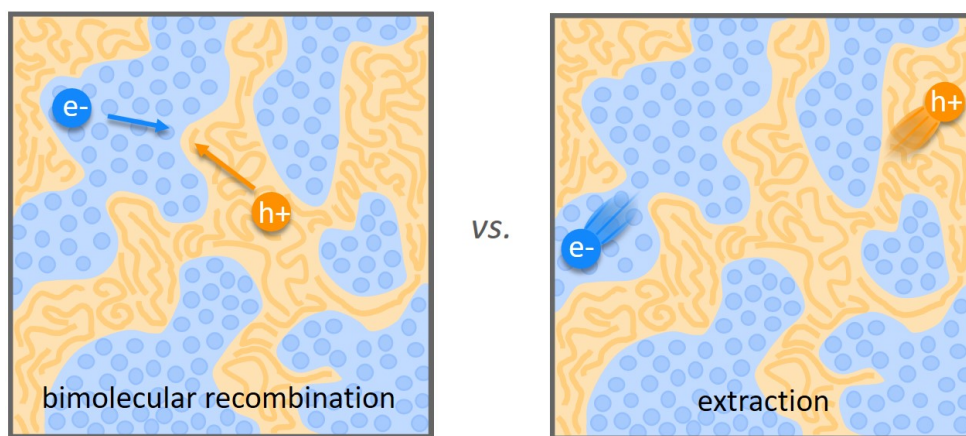 e-
h+
bimolecular recombination
vs.
h+
e-
extraction